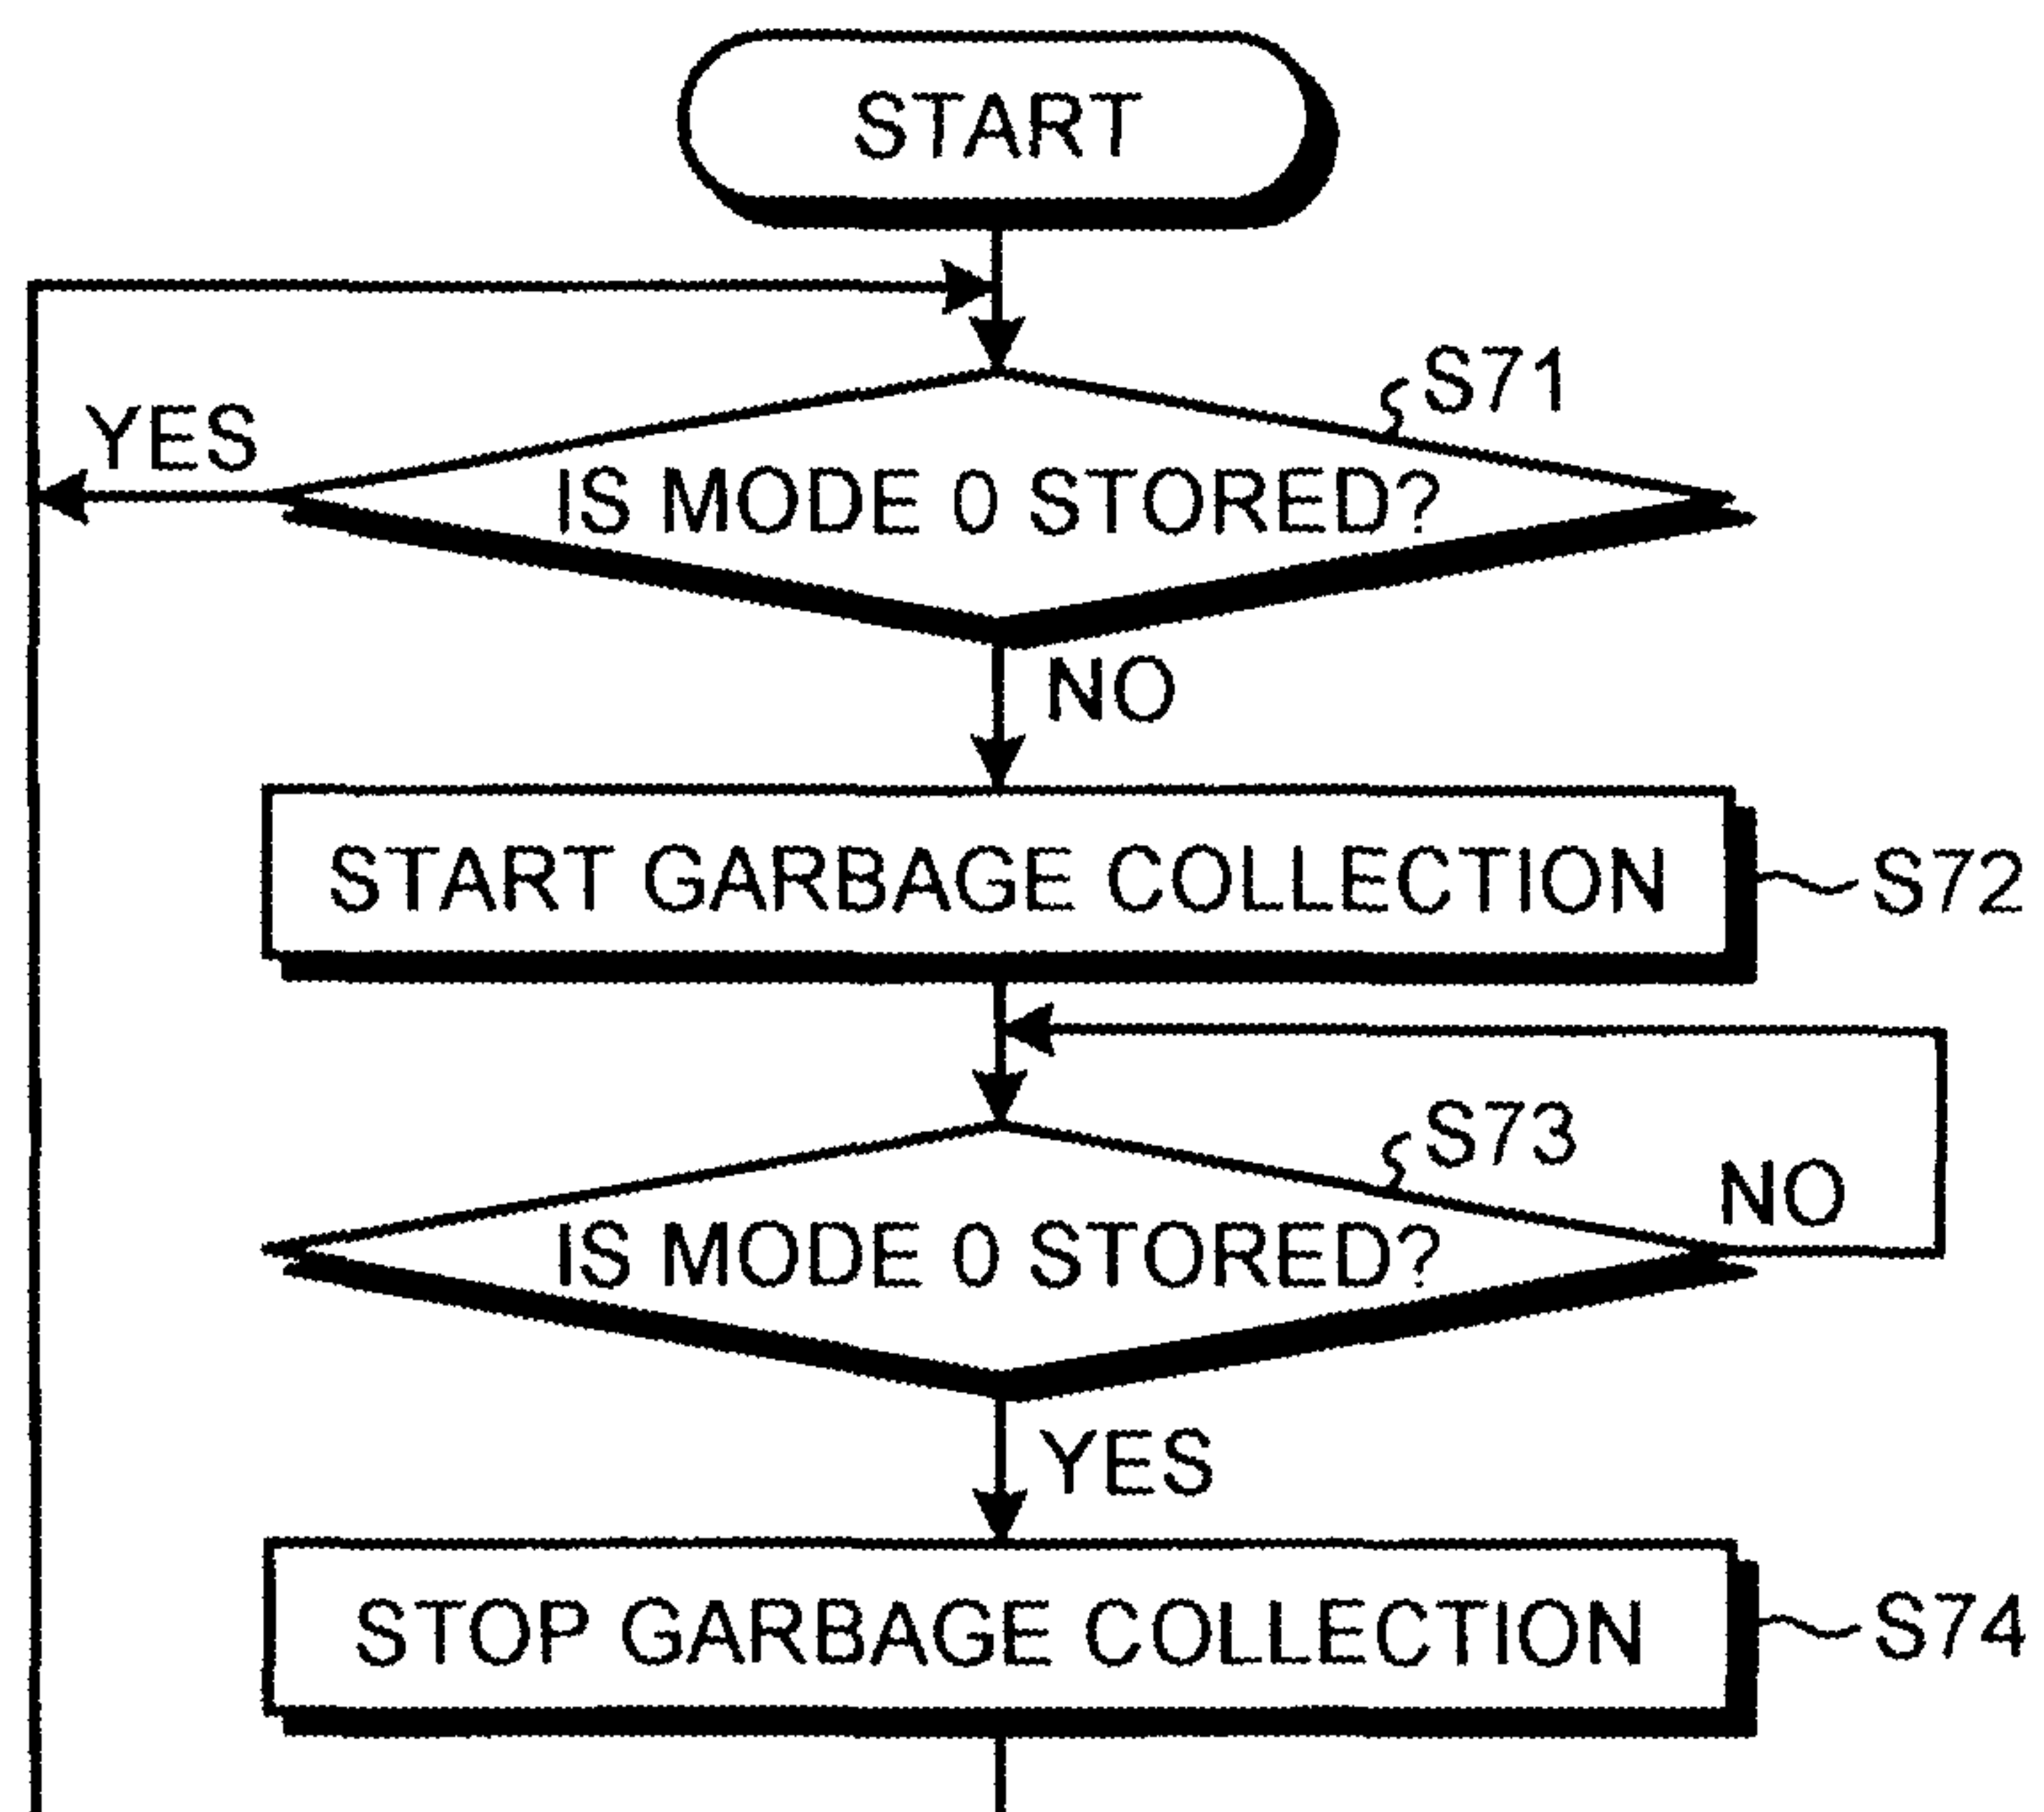 START
S71
YES
IS MODE 0 STORED?
NO
START GARBAGE COLLECTION
S72
S73
NO
IS MODE 0 STORED?
YES
STOP GARBAGE COLLECTION
S74